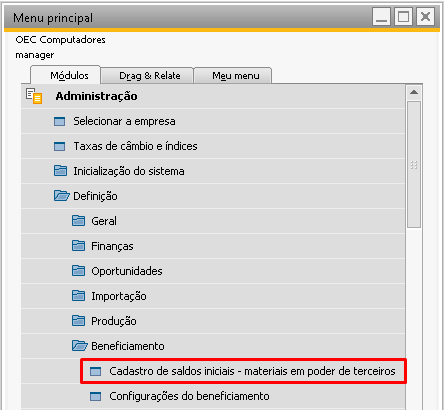 Menu principal
OEC Computadores
manager
Módulos Drag & Relate Meu menu
Administração
Selecionar a empresa
Taxas de câmbio e índices
Inicialização do sistema
Definição
Geral
Finanças
Oportunidades
Importação
Produção
Beneficiamento
Cadastro de saldos iniciais - materiais em poder de terceiros
Configurações do beneficiamento